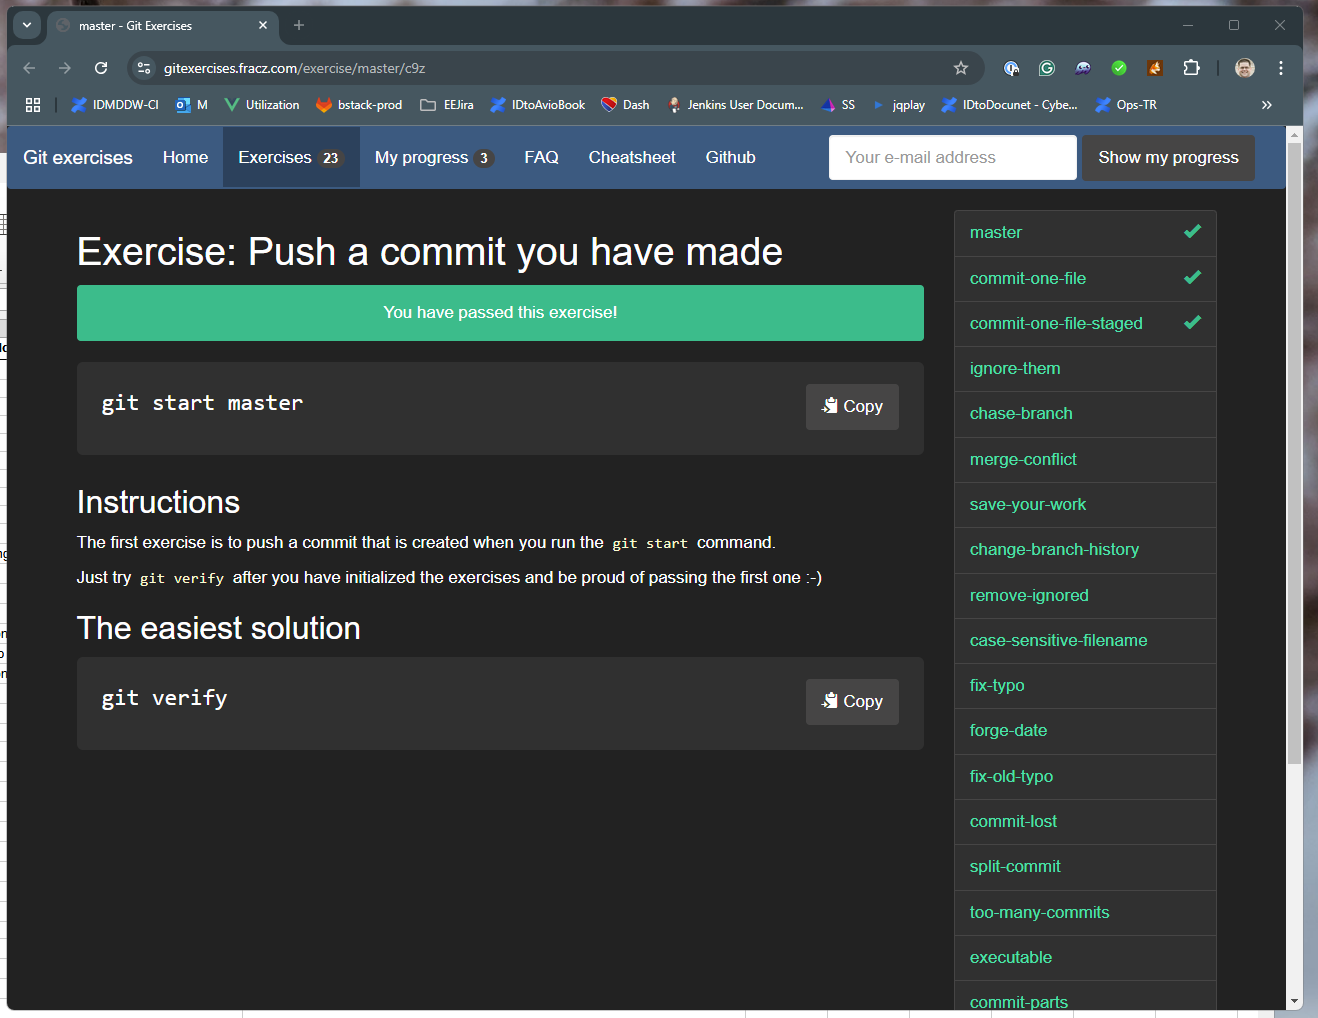 master - Git Exercises
gitexercises.fracz.com/exercise/master/c9z
IDMDDW-CI M Utilization bstack-prod EEJira IDtoAvioBook Dash Jenkins User Docum... SS jqplay IDtoDocunet - Cybe... Ops-TR
Git exercises Home Exercises 23 My progress 3 FAQ Cheatsheet Github Your e-mail address Show my progress
Exercise: Push a commit you have made
You have passed this exercise!
git start master
Copy
Instructions
The first exercise is to push a commit that is created when you run the git start command.
Just try git verify after you have initialized the exercises and be proud of passing the first one :-)
The easiest solution
git verify
Copy
master
commit-one-file
commit-one-file-staged
ignore-them
chase-branch
merge-conflict
save-your-work
change-branch-history
remove-ignored
case-sensitive-filename
fix-typo
forge-date
fix-old-typo
commit-lost
split-commit
too-many-commits
executable
commit-parts